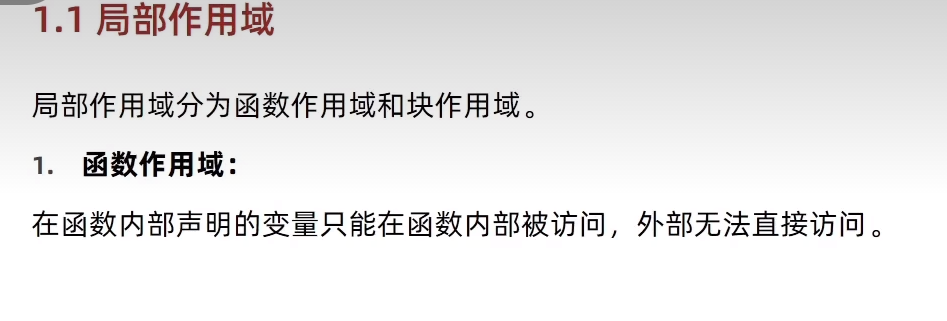 1.1 局部作用域
局部作用域分为函数作用域和块作用域。
1. 函数作用域：
在函数内部声明的变量只能在函数内部被访问，外部无法直接访问。